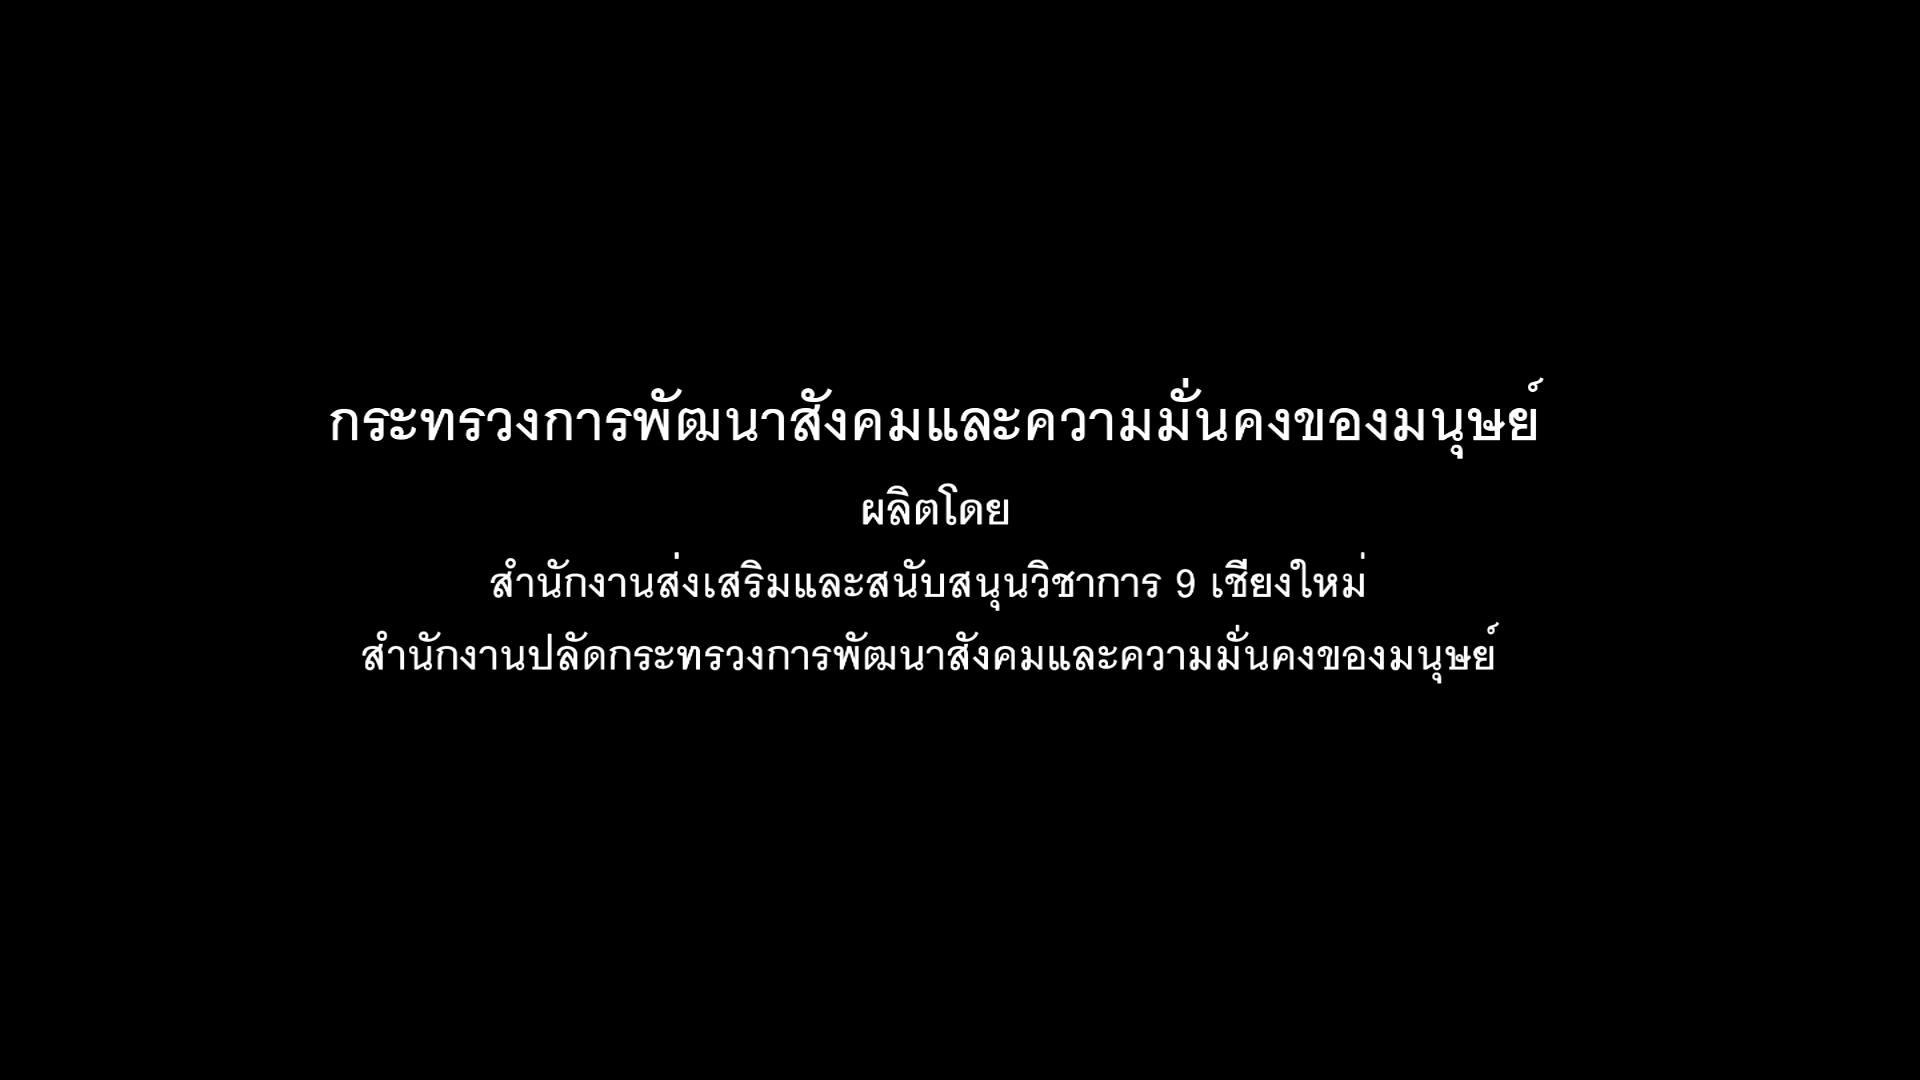 กระทรวงการพัฒนาสังคมและความมั่นคงของมนุษย์
ผลิตโดย
สำนักงานส่งเสริมและสนับสนุนวิชาการ 9 เชียงใหม่
สำนักงานปลัดกระทรวงการพัฒนาสังคมและความมั่นคงของมนุษย์